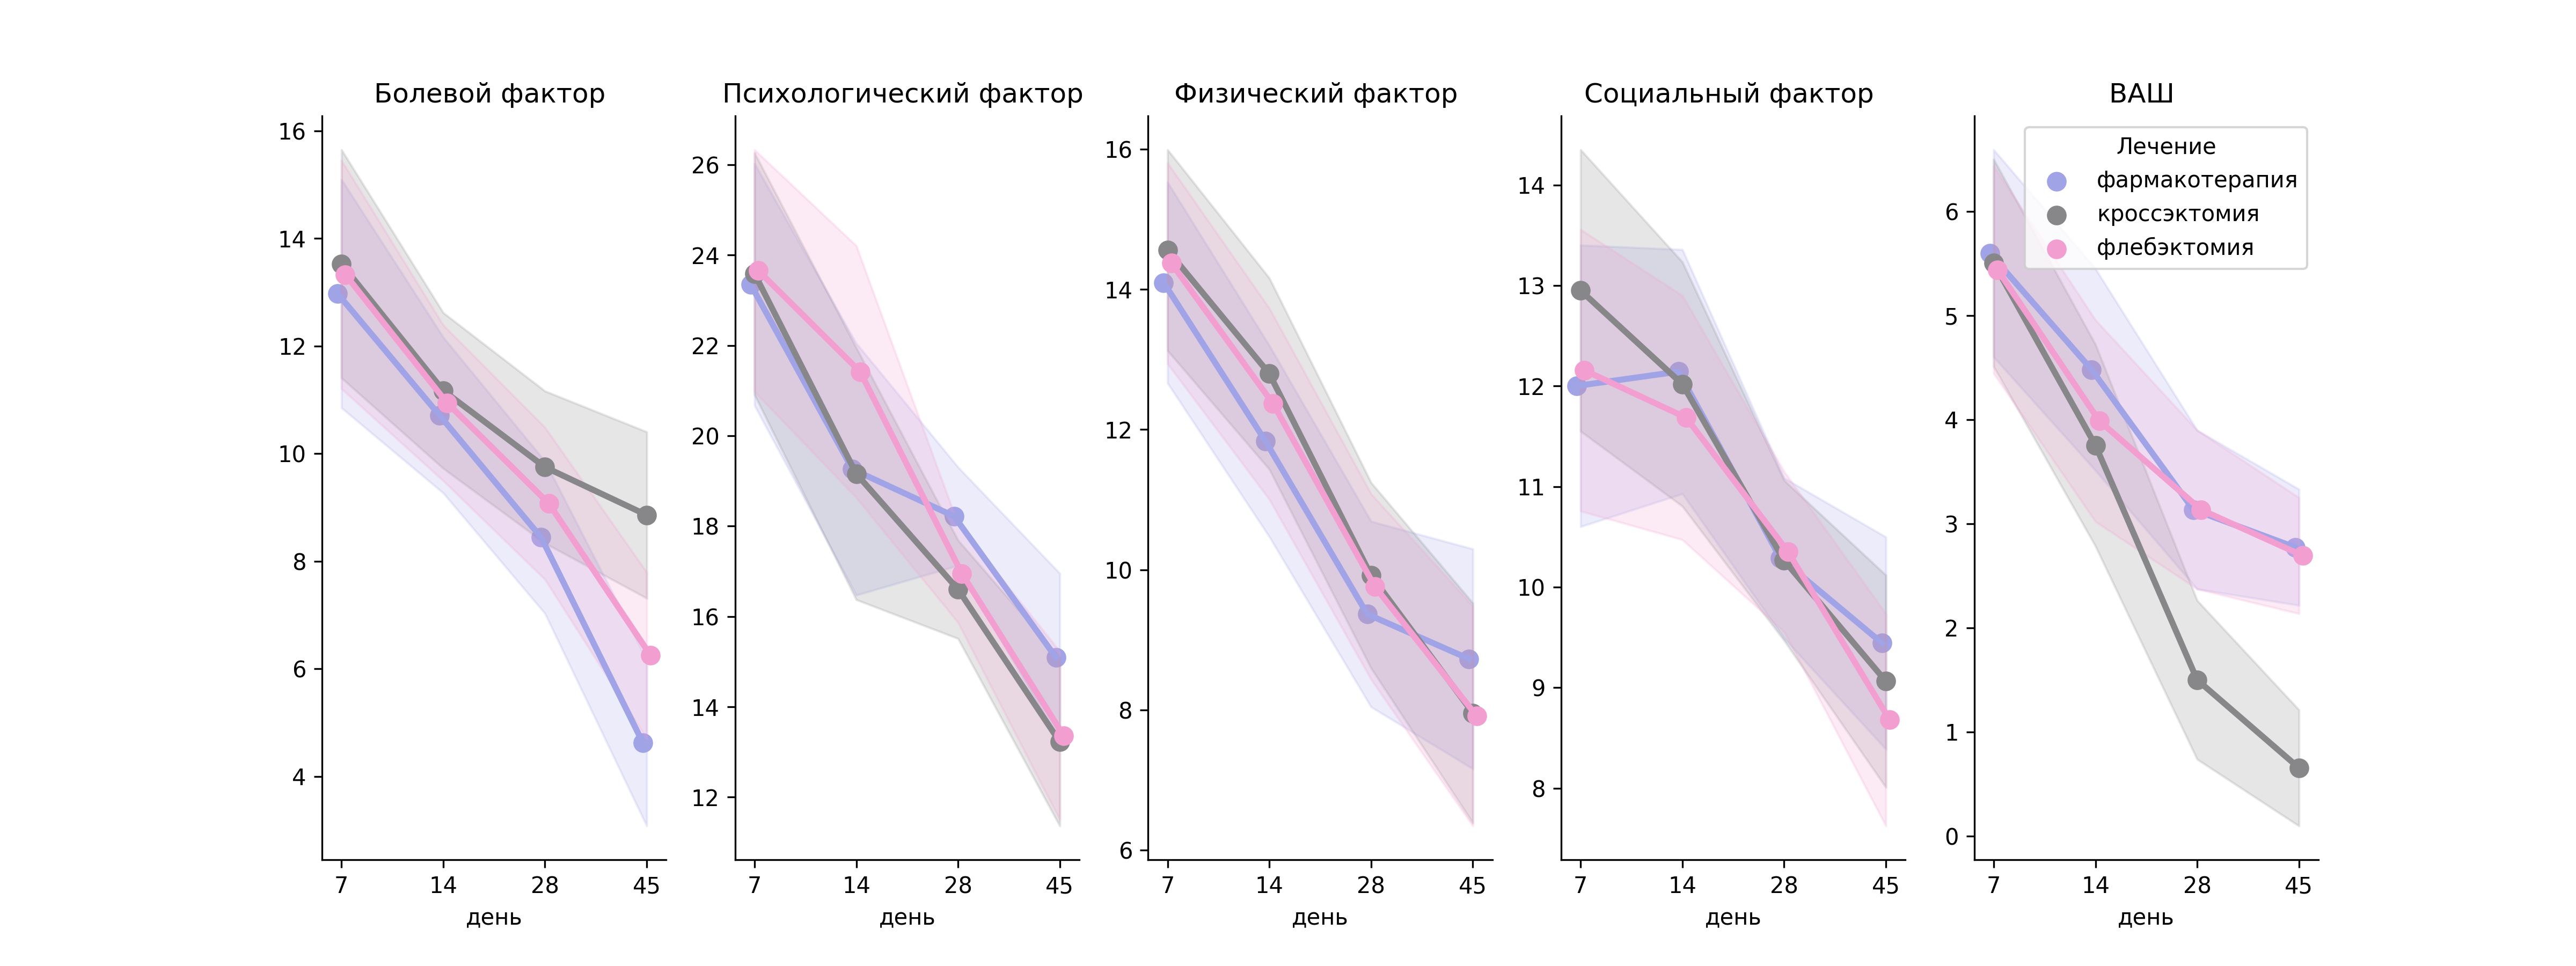 Болевой фактор
16
14
12
10
8
6
4
7 14 28 45
день
Психологический фактор
26
24
22
20
18
16
14
12
7 14 28 45
день
Физический фактор
16
14
12
10
8
6
7 14 28 45
день
Социальный фактор
14
13
12
11
10
9
8
7 14 28 45
день
ВАШ
Лечение
фармакотерапия
кроссэктомия
флебэктомия
6
5
4
3
2
1
0
7 14 28 45
день